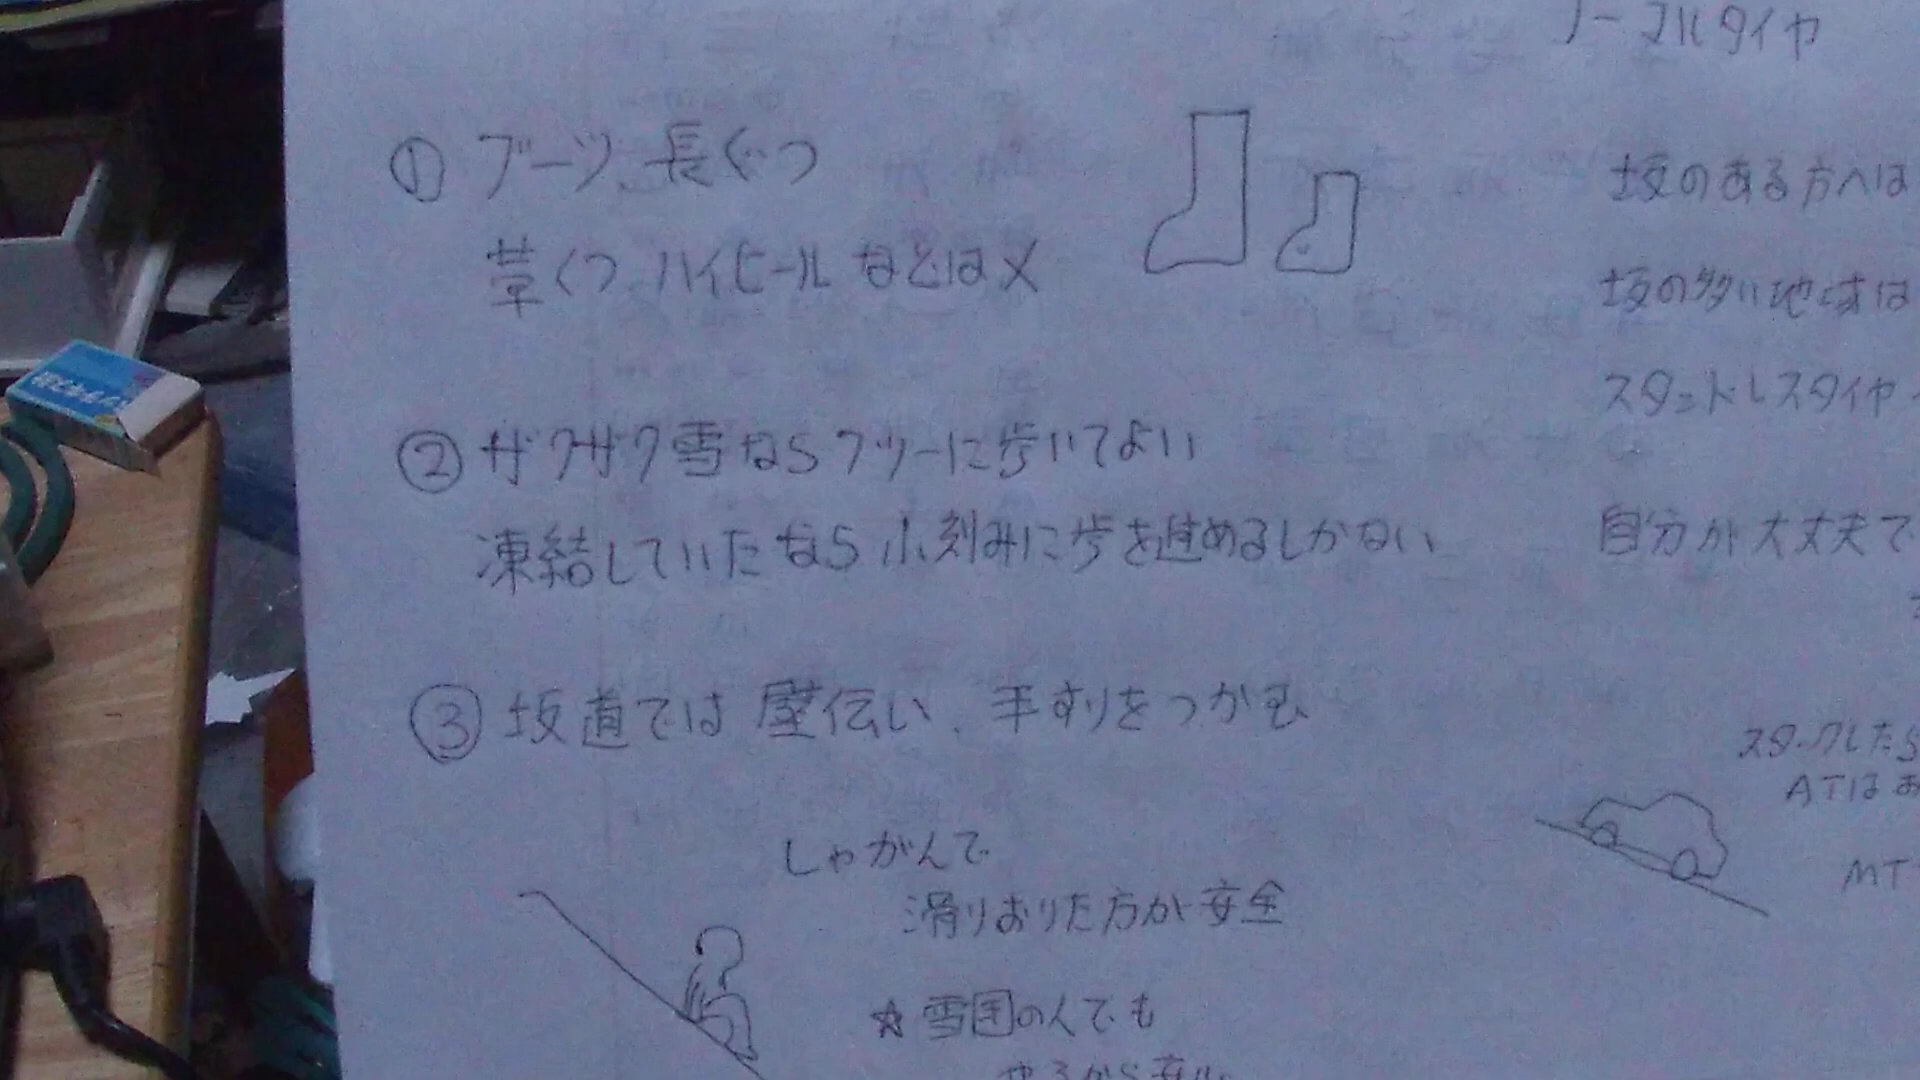 ① ブーツ、長ぐつ
革ぐつ、ハイヒールなどは×
② ザクザク雪ならフツーに歩いてよい
凍結していたなら小刻みに歩を進めるしかない
③ 坂道では壁伝い、手すりをつかむ
しゃがんで
滑りおりた方が安全
☆雪国の人でも
やるから安心
ノーマルタイヤ
坂のある方へは
坂の多い地域は
スタッドレスタイヤ
自分が大丈夫で
スタックしたら
ATはお
MT